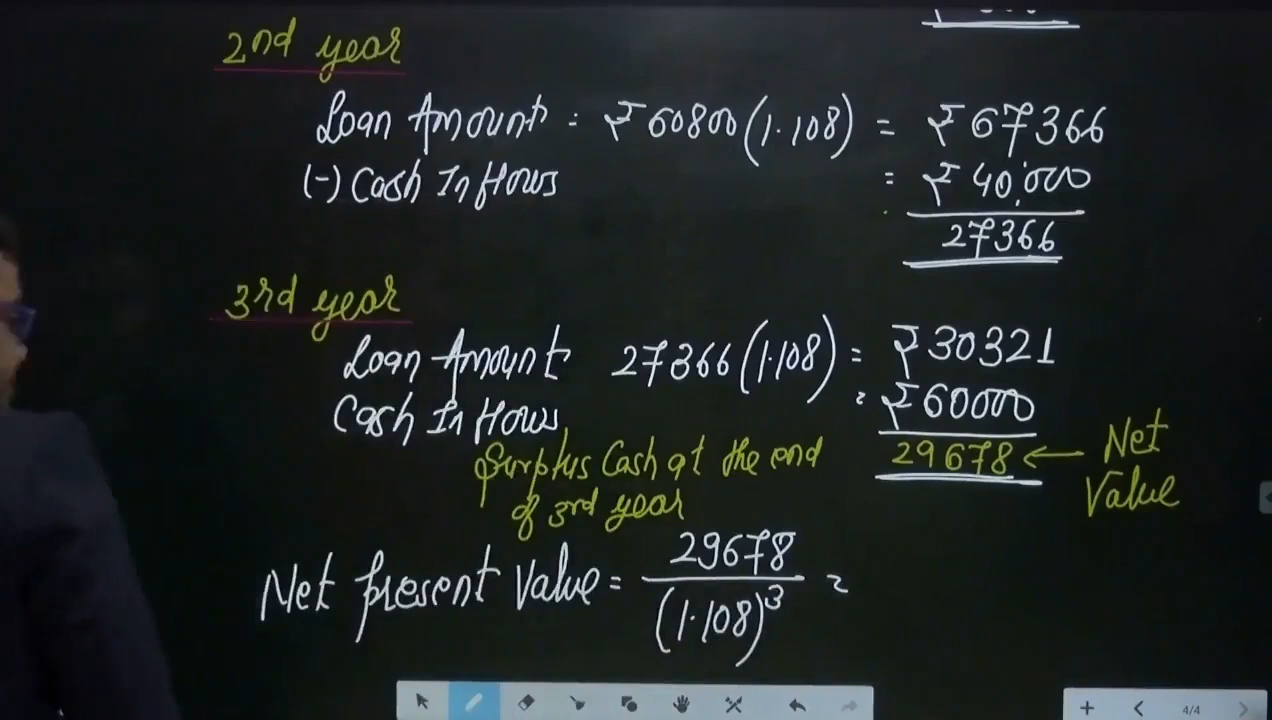 2nd year
Loan Amount = ₹60800(1.108) = ₹67366
(-) Cash Inflows = ₹40,000
27366
3rd year
Loan Amount 27366(1.108) = ₹30321
Cash Inflows = ₹60000
Surplus Cash at the end 29678 ← Net
of 3rd year Value
Net present Value = 29678 =
(1.108)³
4/4